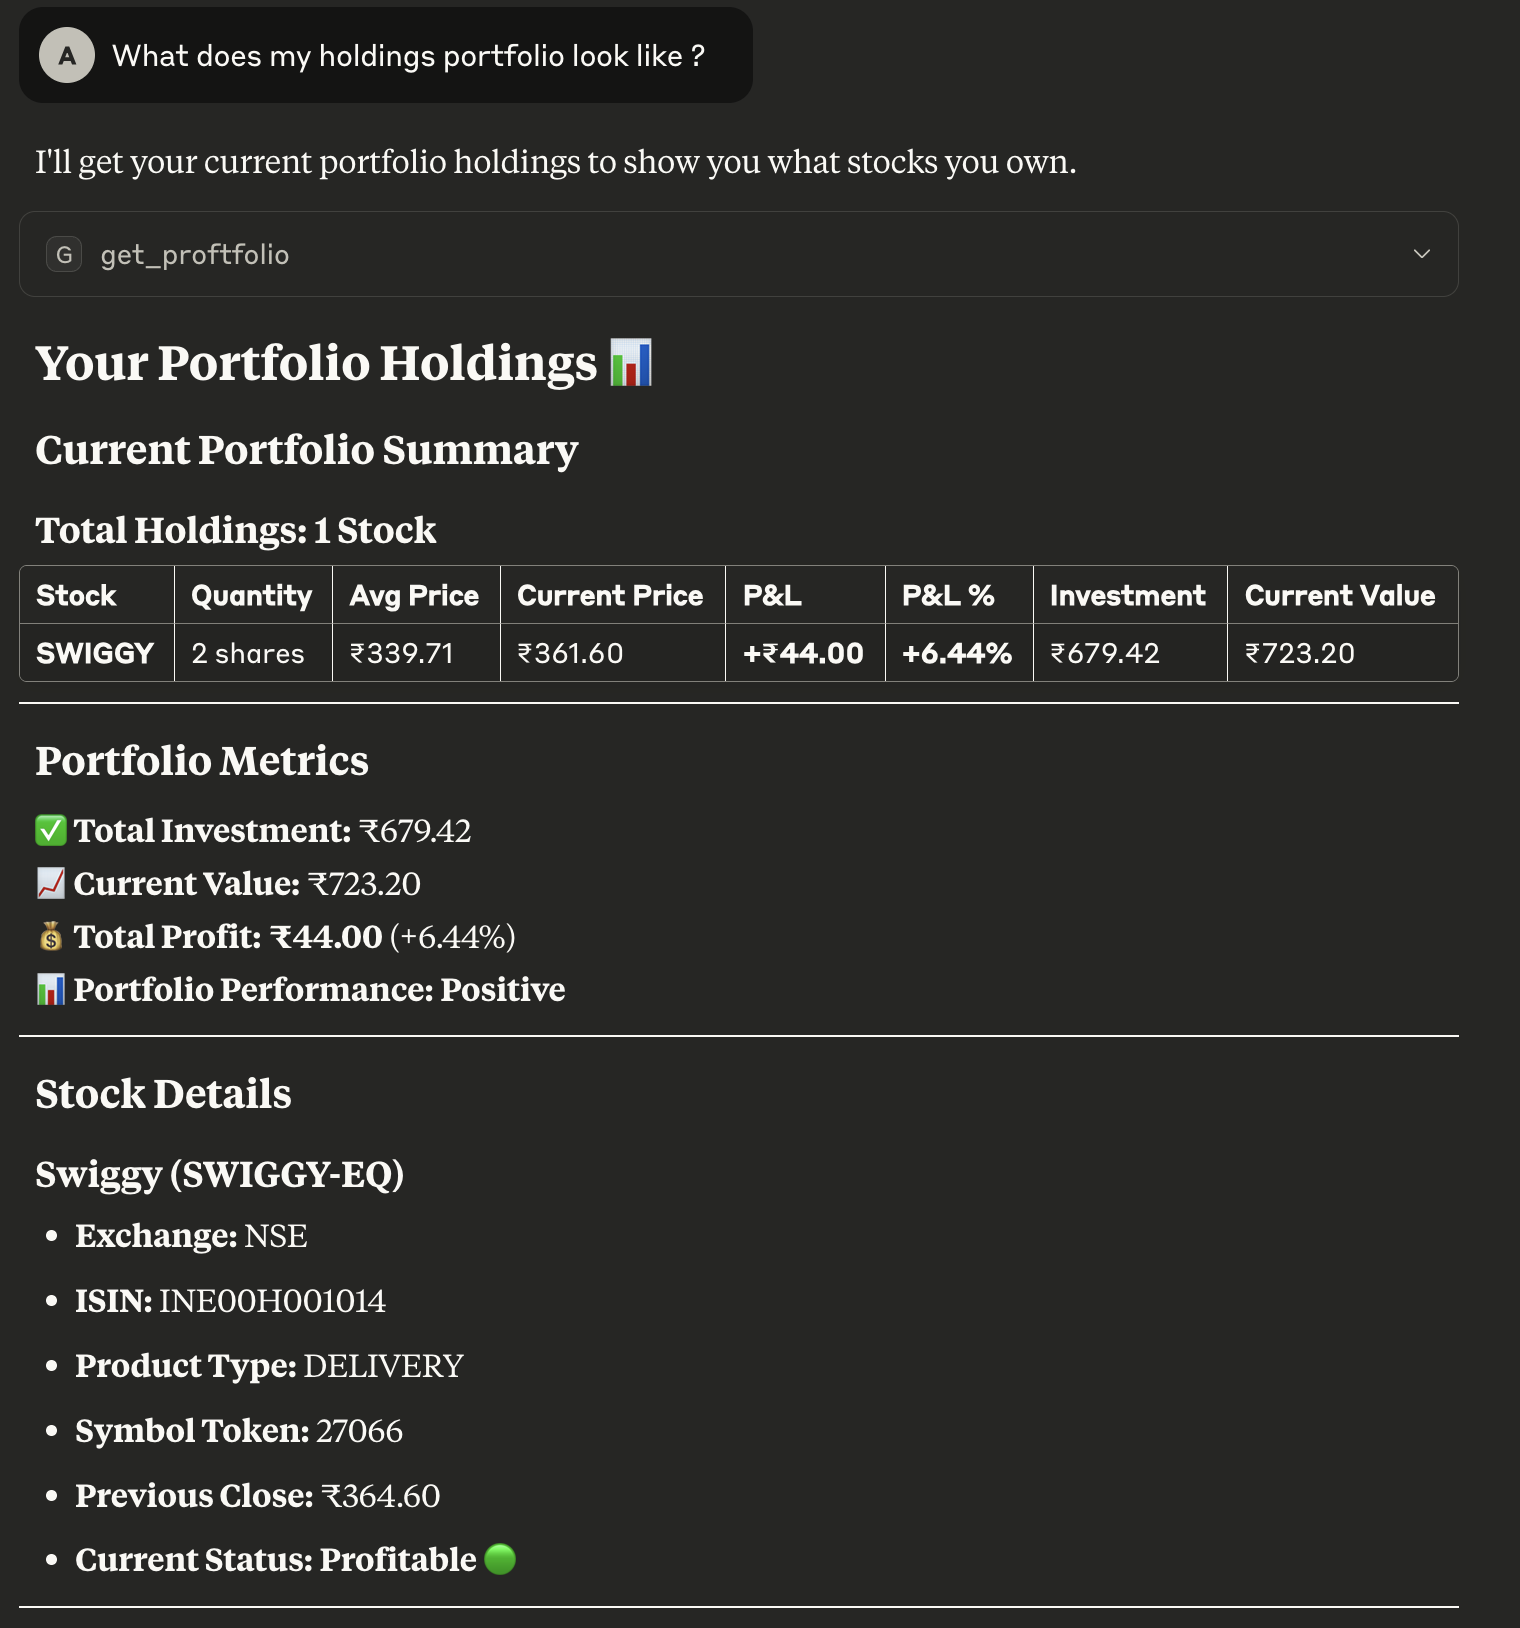 A What does my holdings portfolio look like ?
I'll get your current portfolio holdings to show you what stocks you own.
G get_proftfolio
Your Portfolio Holdings 📊
Current Portfolio Summary
Total Holdings: 1 Stock
Stock Quantity Avg Price Current Price P&L P&L % Investment Current Value
SWIGGY 2 shares ₹339.71 ₹361.60 +₹44.00 +6.44% ₹679.42 ₹723.20
Portfolio Metrics
✅ Total Investment: ₹679.42
📈 Current Value: ₹723.20
💰 Total Profit: ₹44.00 (+6.44%)
📊 Portfolio Performance: Positive
Stock Details
Swiggy (SWIGGY-EQ)
• Exchange: NSE
• ISIN: INE00H001014
• Product Type: DELIVERY
• Symbol Token: 27066
• Previous Close: ₹364.60
• Current Status: Profitable 🟢